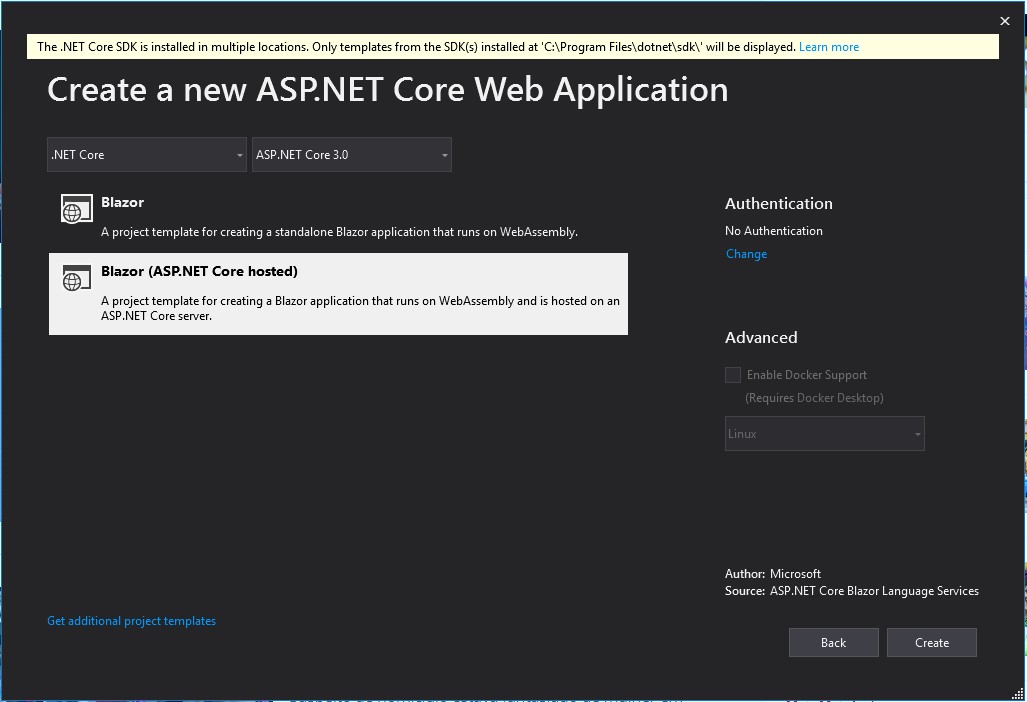 The .NET Core SDK is installed in multiple locations. Only templates from the SDK(s) installed at 'C:\Program Files\dotnet\sdk\' will be displayed. Learn more
Create a new ASP.NET Core Web Application
.NET Core
ASP.NET Core 3.0
Blazor
A project template for creating a standalone Blazor application that runs on WebAssembly.
Blazor (ASP.NET Core hosted)
A project template for creating a Blazor application that runs on WebAssembly and is hosted on an
ASP.NET Core server.
Authentication
No Authentication
Change
Advanced
Enable Docker Support
(Requires Docker Desktop)
Linux
Author: Microsoft
Source: ASP.NET Core Blazor Language Services
Get additional project templates
Back
Create